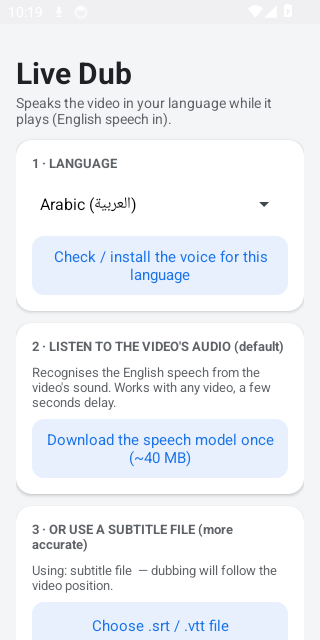 10:19
Live Dub
Speaks the video in your language while it
plays (English speech in).
1 · LANGUAGE
Arabic (العربية)
Check / install the voice for this
language
2 · LISTEN TO THE VIDEO'S AUDIO (default)
Recognises the English speech from the
video's sound. Works with any video, a few
seconds delay.
Download the speech model once
(~40 MB)
3 · OR USE A SUBTITLE FILE (more
accurate)
Using: subtitle file — dubbing will follow the
video position.
Choose .srt / .vtt file